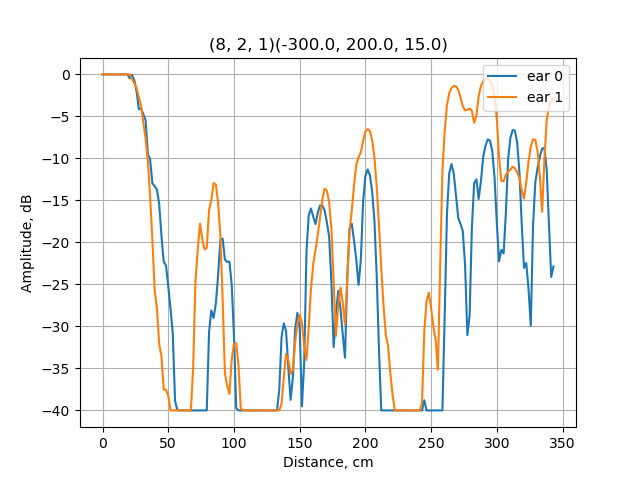 (8, 2, 1)(-300.0, 200.0, 15.0)
ear 0
ear 1
0
−5
−10
−15
−20
−25
−30
−35
−40
Amplitude, dB
0 50 100 150 200 250 300 350
Distance, cm